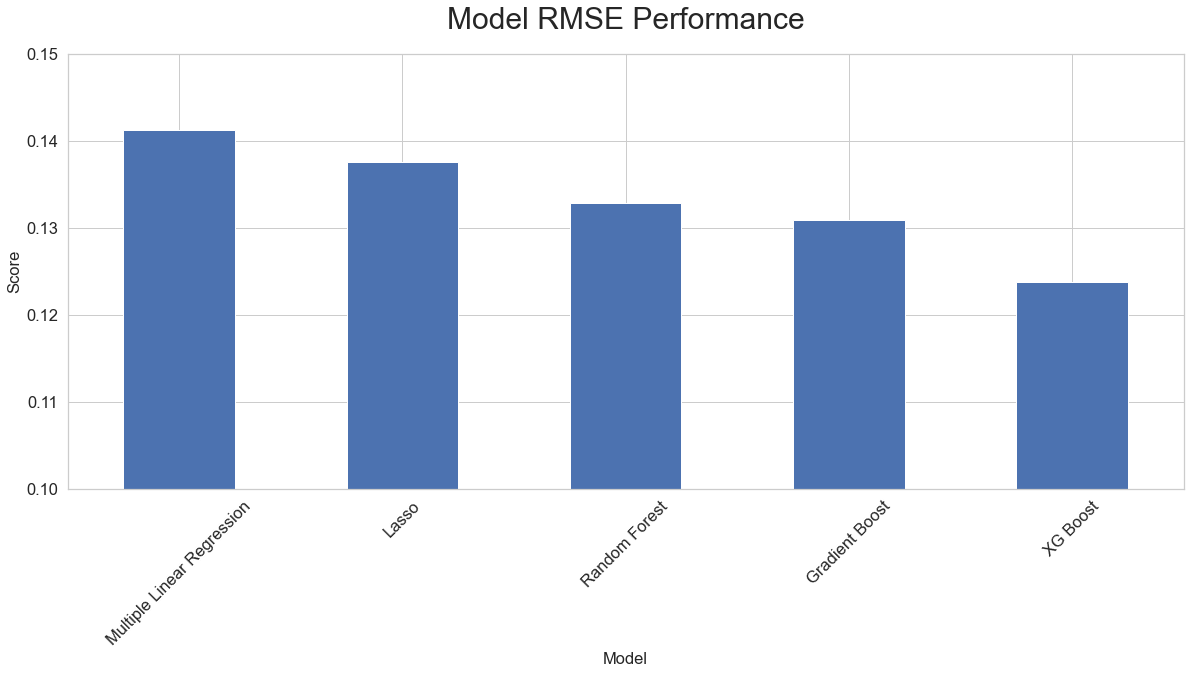 Model RMSE Performance
0.15
0.14
0.13
0.12
0.11
0.10
Score
Multiple Linear Regression
Lasso
Random Forest
Gradient Boost
XG Boost
Model